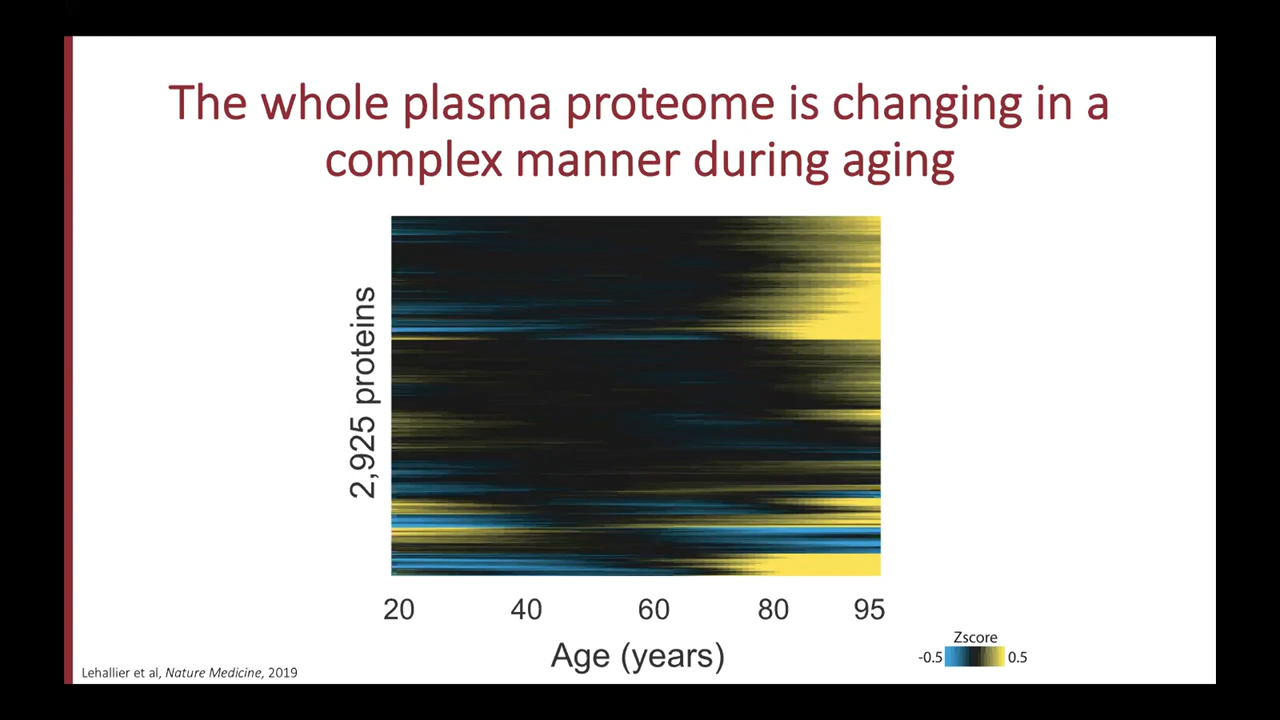 The whole plasma proteome is changing in a
complex manner during aging
2,925 proteins
20 40 60 80 95
Age (years)
Zscore
-0.5 0.5
Lehallier et al, Nature Medicine, 2019